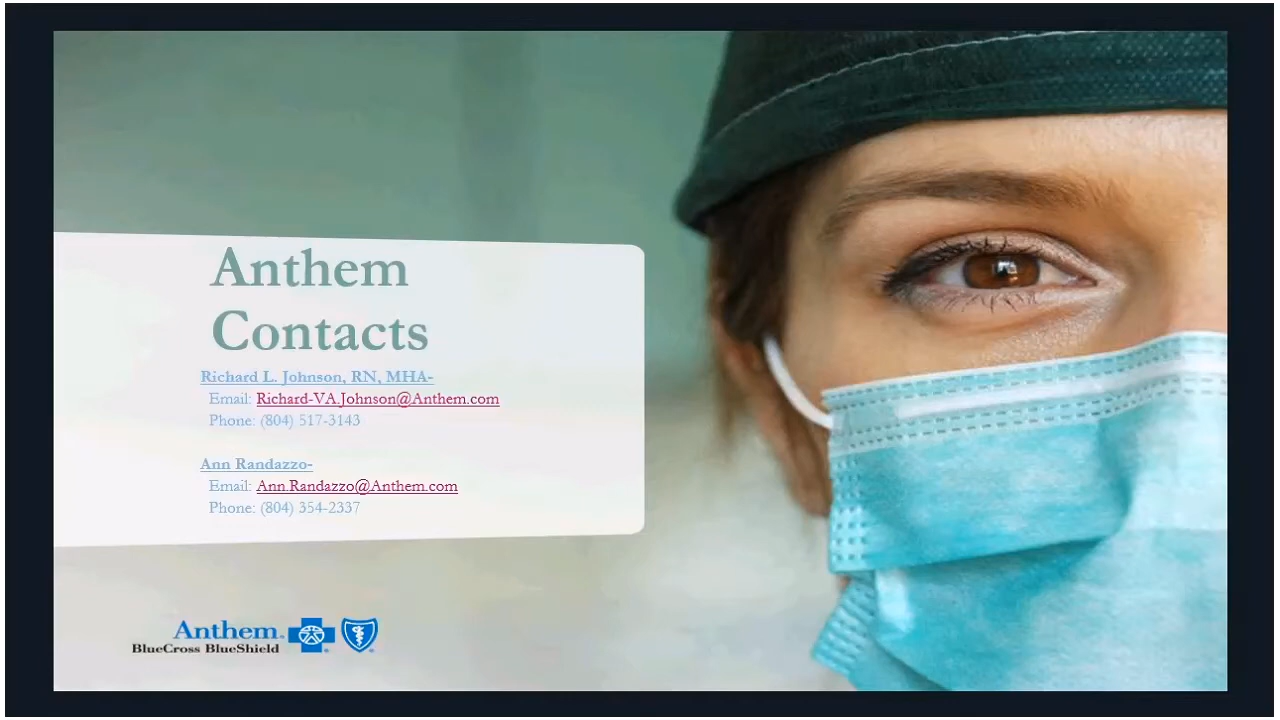 Anthem
Contacts
Richard L. Johnson, RN, MHA-
Email: Richard-VA.Johnson@Anthem.com
Phone: (804) 517-3143
Ann Randazzo-
Email: Ann.Randazzo@Anthem.com
Phone: (804) 354-2337
Anthem®
BlueCross BlueShield